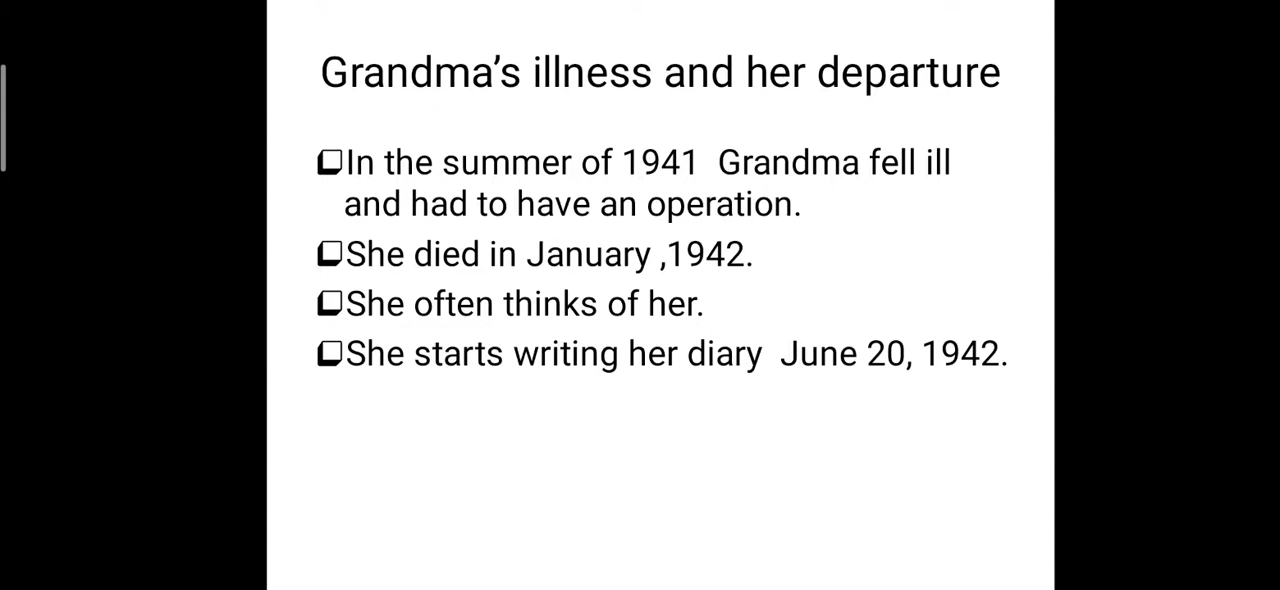 Grandma’s illness and her departure
❑In the summer of 1941 Grandma fell ill
and had to have an operation.
❑She died in January ,1942.
❑She often thinks of her.
❑She starts writing her diary June 20, 1942.